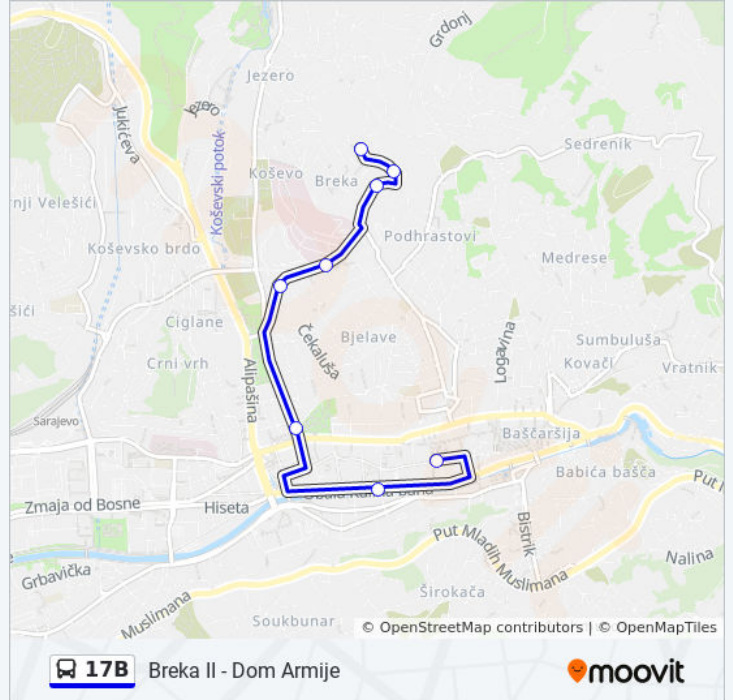 Grdonj
Jezero
Jezero
Jukićeva
Sedrenik
Koševski potok
Koševo
Breka
rnji Velešići
Podhrastovi
Koševsko brdo
Medrese
šići
Ciglane
Čekaluša
Bjelave
Logavina
Sumbuluša
Crni vrh
Kovači
Vratnik
Alipašina
Sarajevo
Baščaršija
Babića bašća
Put
Zmaja od Bosne
Hiseta
Bistrik
Put Mladih Muslimana
Nalina
Grbavička
Širokača
Muslimana
Soukbunar
© OpenStreetMap contributors | © OpenMapTiles
17B Breka II - Dom Armije
moovit